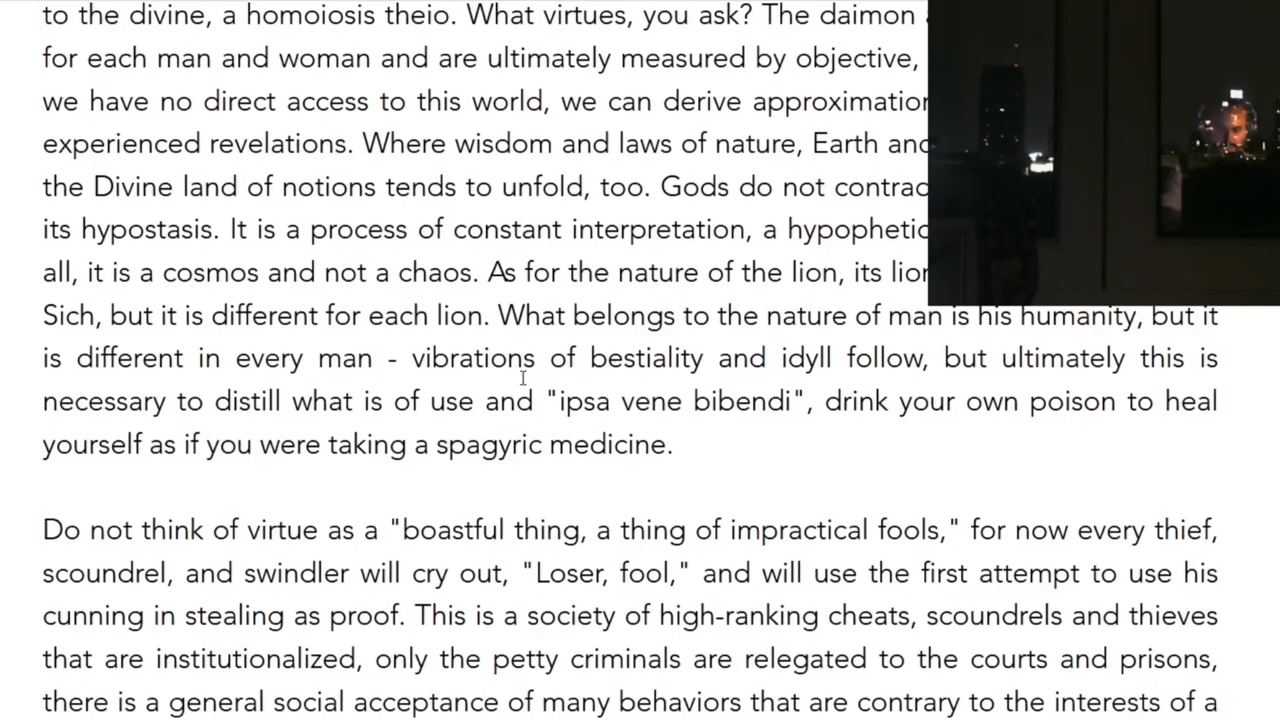 to the divine, a homoiosis theio. What virtues, you ask? The daimon
for each man and woman and are ultimately measured by objective,
we have no direct access to this world, we can derive
experienced revelations. Where wisdom and laws of nature, Earth
the Divine land of notions tends to unfold, too. Gods do not
its hypostasis. It is a process of constant interpretation, a
all, it is a cosmos and not a chaos. As for the nature of the lion, its
Sich, but it is different for each lion. What belongs to the nature of man is his humanity, but it
is different in every man - vibrations of bestiality and idyll follow, but ultimately this is
necessary to distill what is of use and "ipsa vene bibendi", drink your own poison to heal
yourself as if you were taking a spagyric medicine.
Do not think of virtue as a "boastful thing, a thing of impractical fools," for now every thief,
scoundrel, and swindler will cry out, "Loser, fool," and will use the first attempt to use his
cunning in stealing as proof. This is a society of high-ranking cheats, scoundrels and thieves
that are institutionalized, only the petty criminals are relegated to the courts and prisons,
there is a general social acceptance of many behaviors that are contrary to the interests of a